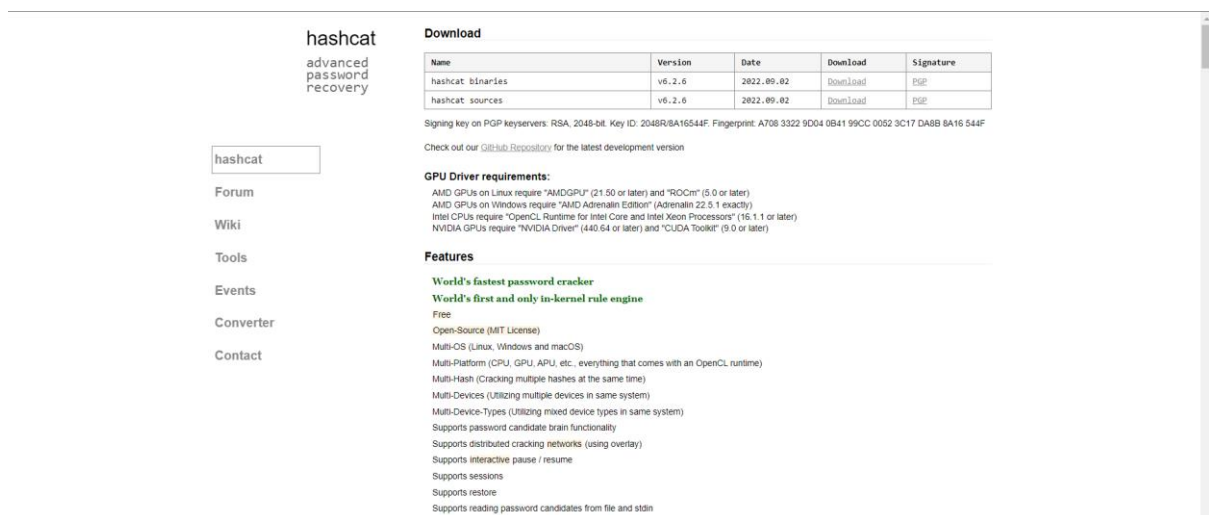 hashcat
advanced
password
recovery
hashcat
Forum
Wiki
Tools
Events
Converter
Contact
Download
Name Version Date Download Signature
hashcat binaries v6.2.6 2022.09.02 Download PGP
hashcat sources v6.2.6 2022.09.02 Download PGP
Signing key on PGP keyservers: RSA, 2048-bit. Key ID: 2048R/8A16544F. Fingerprint: A708 3322 9D04 0B41 99CC 0052 3C17 DA8B 8A16 544F
Check out our GitHub Repository for the latest development version
GPU Driver requirements:
AMD GPUs on Linux require "AMDGPU" (21.50 or later) and "ROCm" (5.0 or later)
AMD GPUs on Windows require "AMD Adrenalin Edition" (Adrenalin 22.5.1 exactly)
Intel CPUs require "OpenCL Runtime for Intel Core and Intel Xeon Processors" (16.1.1 or later)
NVIDIA GPUs require "NVIDIA Driver" (440.64 or later) and "CUDA Toolkit" (9.0 or later)
Features
World's fastest password cracker
World's first and only in-kernel rule engine
Free
Open-Source (MIT License)
Multi-OS (Linux, Windows and macOS)
Multi-Platform (CPU, GPU, APU, etc., everything that comes with an OpenCL runtime)
Multi-Hash (Cracking multiple hashes at the same time)
Multi-Devices (Utilizing multiple devices in same system)
Multi-Device-Types (Utilizing mixed device types in same system)
Supports password candidate brain functionality
Supports distributed cracking networks (using overlay)
Supports interactive pause / resume
Supports sessions
Supports restore
Supports reading password candidates from file and stdin